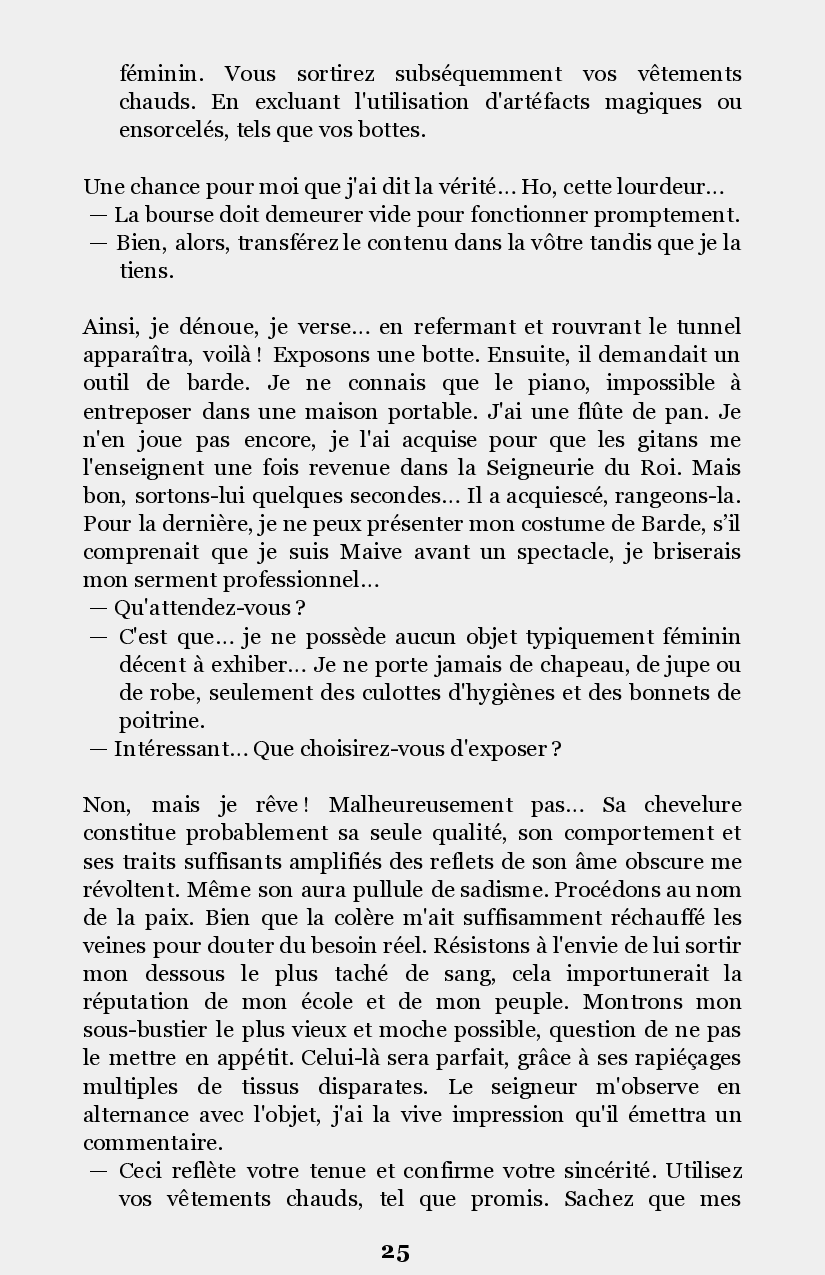 féminin. Vous sortirez subséquemment vos vêtements
chauds. En excluant l'utilisation d'artéfacts magiques ou
ensorcelés, tels que vos bottes.
Une chance pour moi que j'ai dit la vérité... Ho, cette lourdeur...
— La bourse doit demeurer vide pour fonctionner promptement.
— Bien, alors, transférez le contenu dans la vôtre tandis que je la
tiens.
Ainsi, je dénoue, je verse... en refermant et rouvrant le tunnel
apparaîtra, voilà ! Exposons une botte. Ensuite, il demandait un
outil de barde. Je ne connais que le piano, impossible à
entreposer dans une maison portable. J'ai une flûte de pan. Je
n'en joue pas encore, je l'ai acquise pour que les gitans me
l'enseignent une fois revenue dans la Seigneurie du Roi. Mais
bon, sortons-lui quelques secondes... Il a acquiescé, rangeons-la.
Pour la dernière, je ne peux présenter mon costume de Barde, s’il
comprenait que je suis Maive avant un spectacle, je briserais
mon serment professionnel...
— Qu'attendez-vous ?
— C'est que... je ne possède aucun objet typiquement féminin
décent à exhiber... Je ne porte jamais de chapeau, de jupe ou
de robe, seulement des culottes d'hygiènes et des bonnets de
poitrine.
— Intéressant... Que choisirez-vous d'exposer ?
Non, mais je rêve ! Malheureusement pas... Sa chevelure
constitue probablement sa seule qualité, son comportement et
ses traits suffisants amplifiés des reflets de son âme obscure me
révoltent. Même son aura pullule de sadisme. Procédons au nom
de la paix. Bien que la colère m'ait suffisamment réchauffé les
veines pour douter du besoin réel. Résistons à l'envie de lui sortir
mon dessous le plus taché de sang, cela importunerait la
réputation de mon école et de mon peuple. Montrons mon
sous-bustier le plus vieux et moche possible, question de ne pas
le mettre en appétit. Celui-là sera parfait, grâce à ses rapiéçages
multiples de tissus disparates. Le seigneur m'observe en
alternance avec l'objet, j'ai la vive impression qu'il émettra un
commentaire.
— Ceci reflète votre tenue et confirme votre sincérité. Utilisez
vos vêtements chauds, tel que promis. Sachez que mes
25